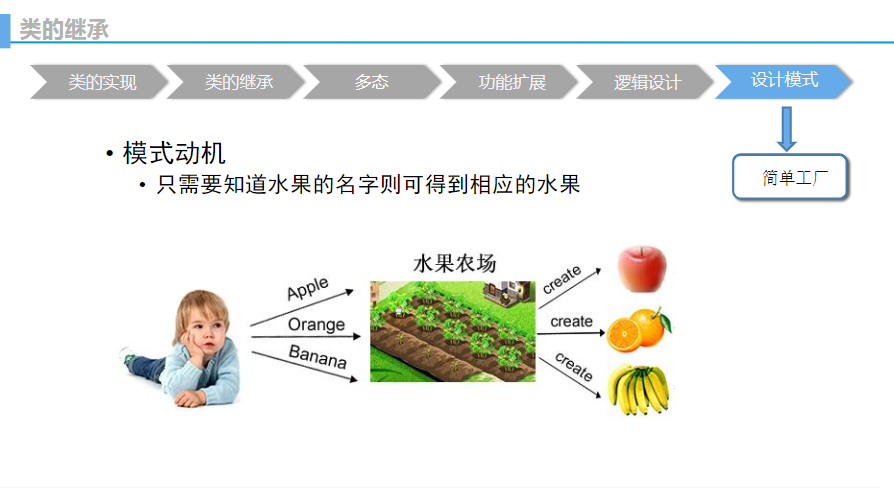 类的继承
类的实现
类的继承
多态
功能扩展
逻辑设计
设计模式
简单工厂
• 模式动机
• 只需要知道水果的名字则可得到相应的水果
水果农场
Apple
Orange
Banana
create
create
create